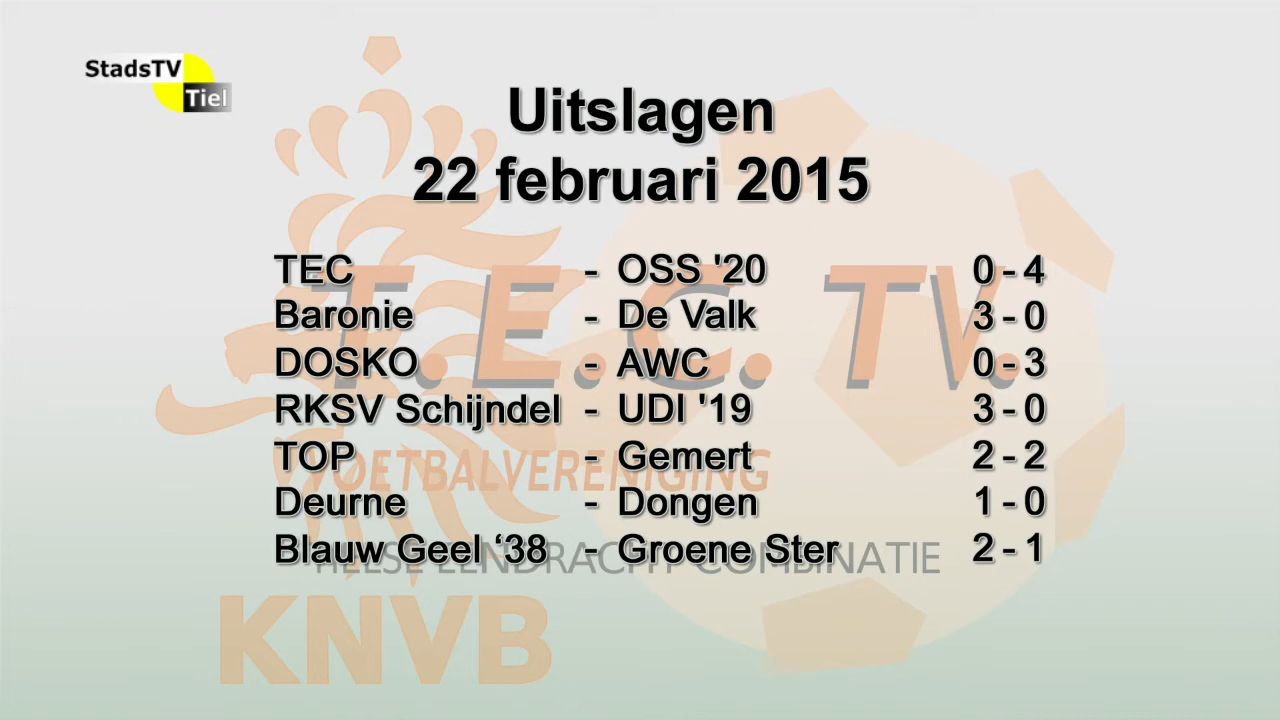 StadsTV
Tiel
Uitslagen
22 februari 2015
TEC - OSS '20 0 - 4
Baronie - De Valk 3 - 0
DOSKO - AWC 0 - 3
RKSV Schijndel - UDI '19 3 - 0
TOP - Gemert 2 - 2
Deurne - Dongen 1 - 0
Blauw Geel ‘38 - Groene Ster 2 - 1
T.E.C. TV.
VOETBALVERENIGING
EENDRACHT COMBINATIE
KNVB